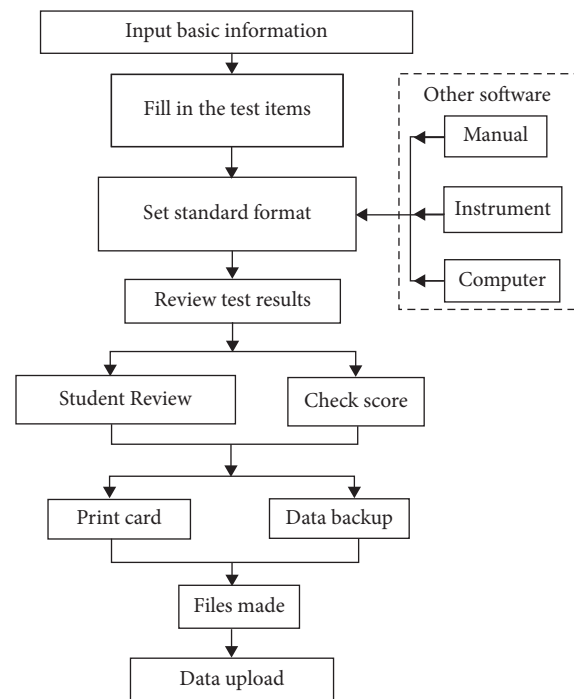 Input basic information
Fill in the test items
Other software
Manual
Set standard format
Instrument
Computer
Review test results
Student Review
Check score
Print card
Data backup
Files made
Data upload